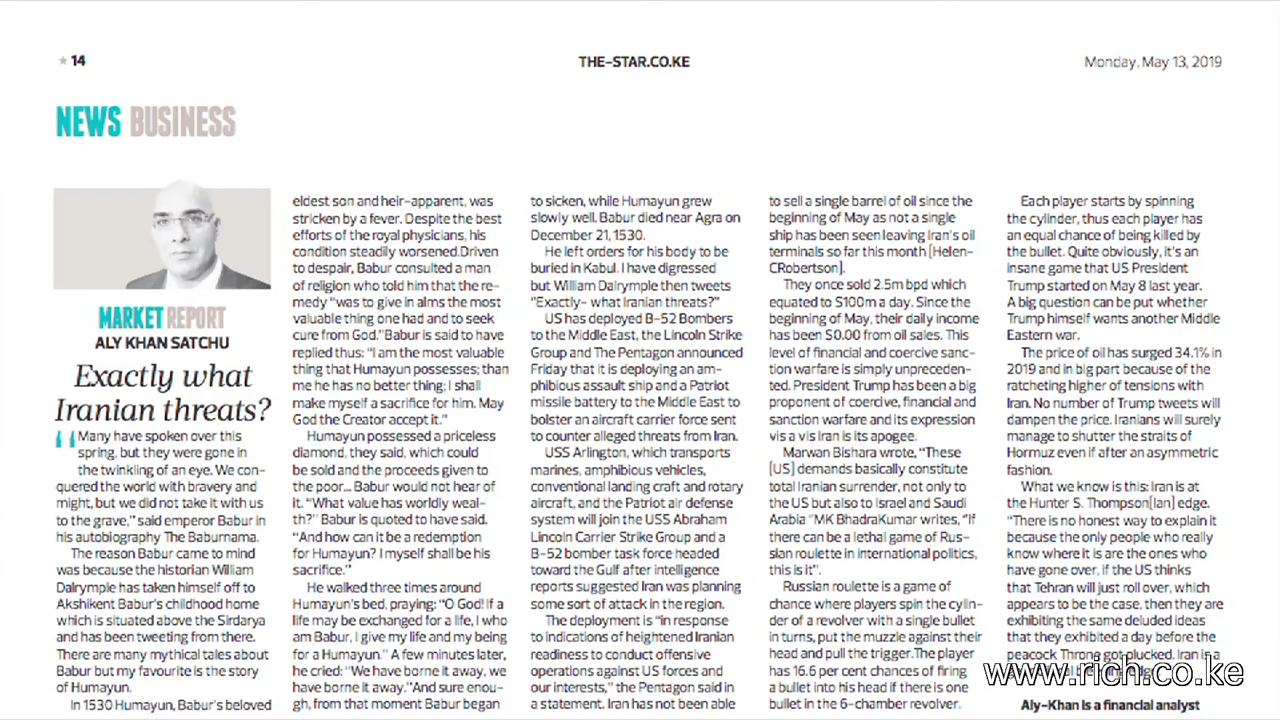 ★ 14
THE-STAR.CO.KE
Monday, May 13, 2019
NEWS BUSINESS
MARKET REPORT
ALY KHAN SATCHU
Exactly what
Iranian threats?
“Many have spoken over this
spring, but they were gone in
the twinkling of an eye. We con-
quered the world with bravery and
might, but we did not take it with us
to the grave,” said emperor Babur in
his autobiography The Baburnama.
The reason Babur came to mind
was because the historian William
Dalrymple has taken himself off to
Akshikent Babur's childhood home
which is situated above the Sirdarya
and has been tweeting from there.
There are many mythical tales about
Babur but my favourite is the story
of Humayun.
In 1530 Humayun, Babur's beloved
eldest son and heir-apparent, was
stricken by a fever. Despite the best
efforts of the royal physicians, his
condition steadily worsened.Driven
to despair, Babur consulted a man
of religion who told him that the re-
medy “was to give in alms the most
valuable thing one had and to seek
cure from God.”Babur is said to have
replied thus: “I am the most valuable
thing that Humayun possesses; than
me he has no better thing; I shall
make myself a sacrifice for him. May
God the Creator accept it.”
Humayun possessed a priceless
diamond, they said, which could
be sold and the proceeds given to
the poor... Babur would not hear of
it. “What value has worldly weal-
th?” Babur is quoted to have said.
“And how can it be a redemption
for Humayun? I myself shall be his
sacrifice.”
He walked three times around
Humayun's bed, praying: “O God! If a
life may be exchanged for a life, I who
am Babur, I give my life and my being
for a Humayun.” A few minutes later,
he cried: “We have borne it away, we
have borne it away.”And sure enou-
gh, from that moment Babur began
to sicken, while Humayun grew
slowly well. Babur died near Agra on
December 21, 1530.
He left orders for his body to be
buried in Kabul. I have digressed
but William Dalrymple then tweets
“Exactly- what Iranian threats?”
US has deployed B-52 Bombers
to the Middle East, the Lincoln Strike
Group and The Pentagon announced
Friday that it is deploying an am-
phibious assault ship and a Patriot
missile battery to the Middle East to
bolster an aircraft carrier force sent
to counter alleged threats from Iran.
USS Arlington, which transports
marines, amphibious vehicles,
conventional landing craft and rotary
aircraft, and the Patriot air defense
system will join the USS Abraham
Lincoln Carrier Strike Group and a
B-52 bomber task force headed
toward the Gulf after intelligence
reports suggested Iran was planning
some sort of attack in the region.
The deployment is “in response
to indications of heightened Iranian
readiness to conduct offensive
operations against US forces and
our interests,” the Pentagon said in
a statement. Iran has not been able
to sell a single barrel of oil since the
beginning of May as not a single
ship has been seen leaving Iran's oil
terminals so far this month [Helen-
CRobertson].
They once sold 2.5m bpd which
equated to $100m a day. Since the
beginning of May, their daily income
has been $0.00 from oil sales. This
level of financial and coercive sanc-
tion warfare is simply unpreceden-
ted. President Trump has been a big
proponent of coercive, financial and
sanction warfare and its expression
vis a vis Iran is its apogee.
Marwan Bishara wrote, “These
[US] demands basically constitute
total Iranian surrender, not only to
the US but also to Israel and Saudi
Arabia “MK BhadraKumar writes, “If
there can be a lethal game of Rus-
sian roulette in international politics,
this is it”.
Russian roulette is a game of
chance where players spin the cylin-
der of a revolver with a single bullet
in turns, put the muzzle against their
head and pull the trigger.The player
has 16.6 per cent chances of firing
a bullet into his head if there is one
bullet in the 6-chamber revolver.
Each player starts by spinning
the cylinder, thus each player has
an equal chance of being killed by
the bullet. Quite obviously, it's an
insane game that US President
Trump started on May 8 last year.
A big question can be put whether
Trump himself wants another Middle
Eastern war.
The price of oil has surged 34.1% in
2019 and in big part because of the
ratcheting higher of tensions with
Iran. No number of Trump tweets will
dampen the price. Iranians will surely
manage to shutter the straits of
Hormuz even if after an asymmetric
fashion.
What we know is this: Iran is at
the Hunter S. Thompson[ian] edge.
“There is no honest way to explain it
because the only people who really
know where it is are the ones who
have gone over, if the US thinks
that Tehran will just roll over, which
appears to be the case, then they are
exhibiting the same deluded ideas
that they exhibited a day before the
peacock Throng got plucked. Iran is a
www.rich.co.ke
Aly-Khan is a financial analyst